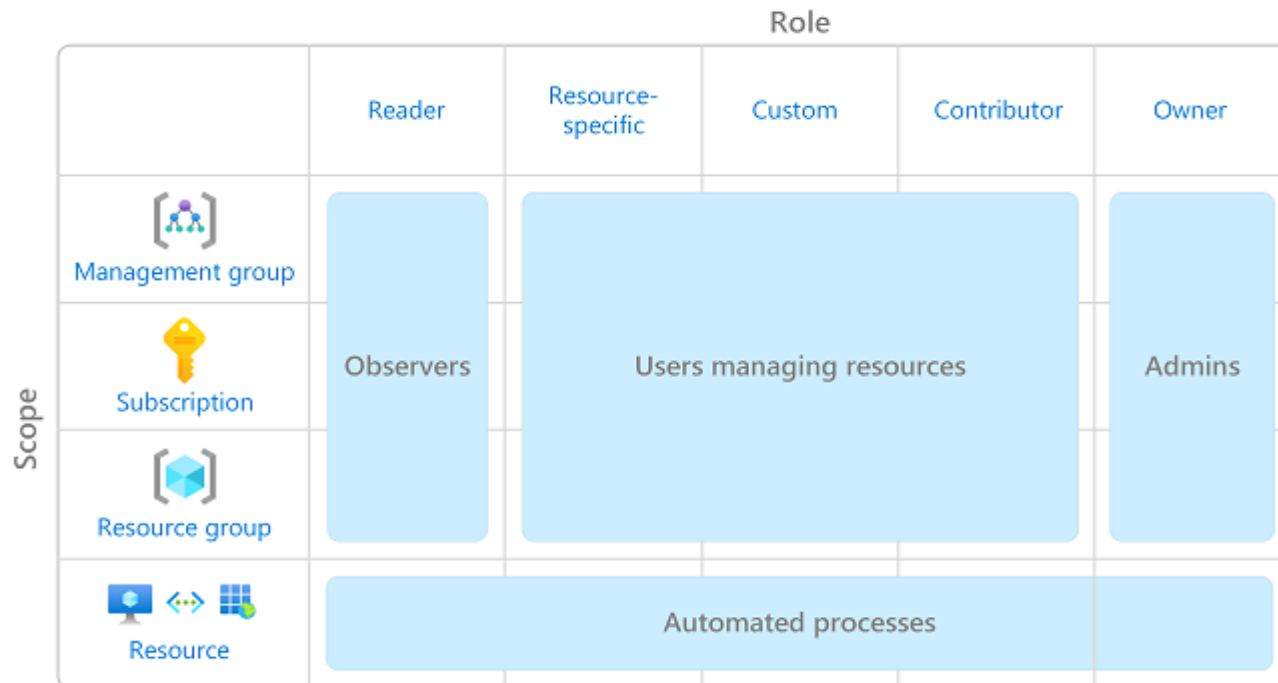 Role
Reader
Resource-
specific
Custom
Contributor
Owner
Management group
Subscription
Resource group
Resource
Scope
Observers
Users managing resources
Admins
Automated processes